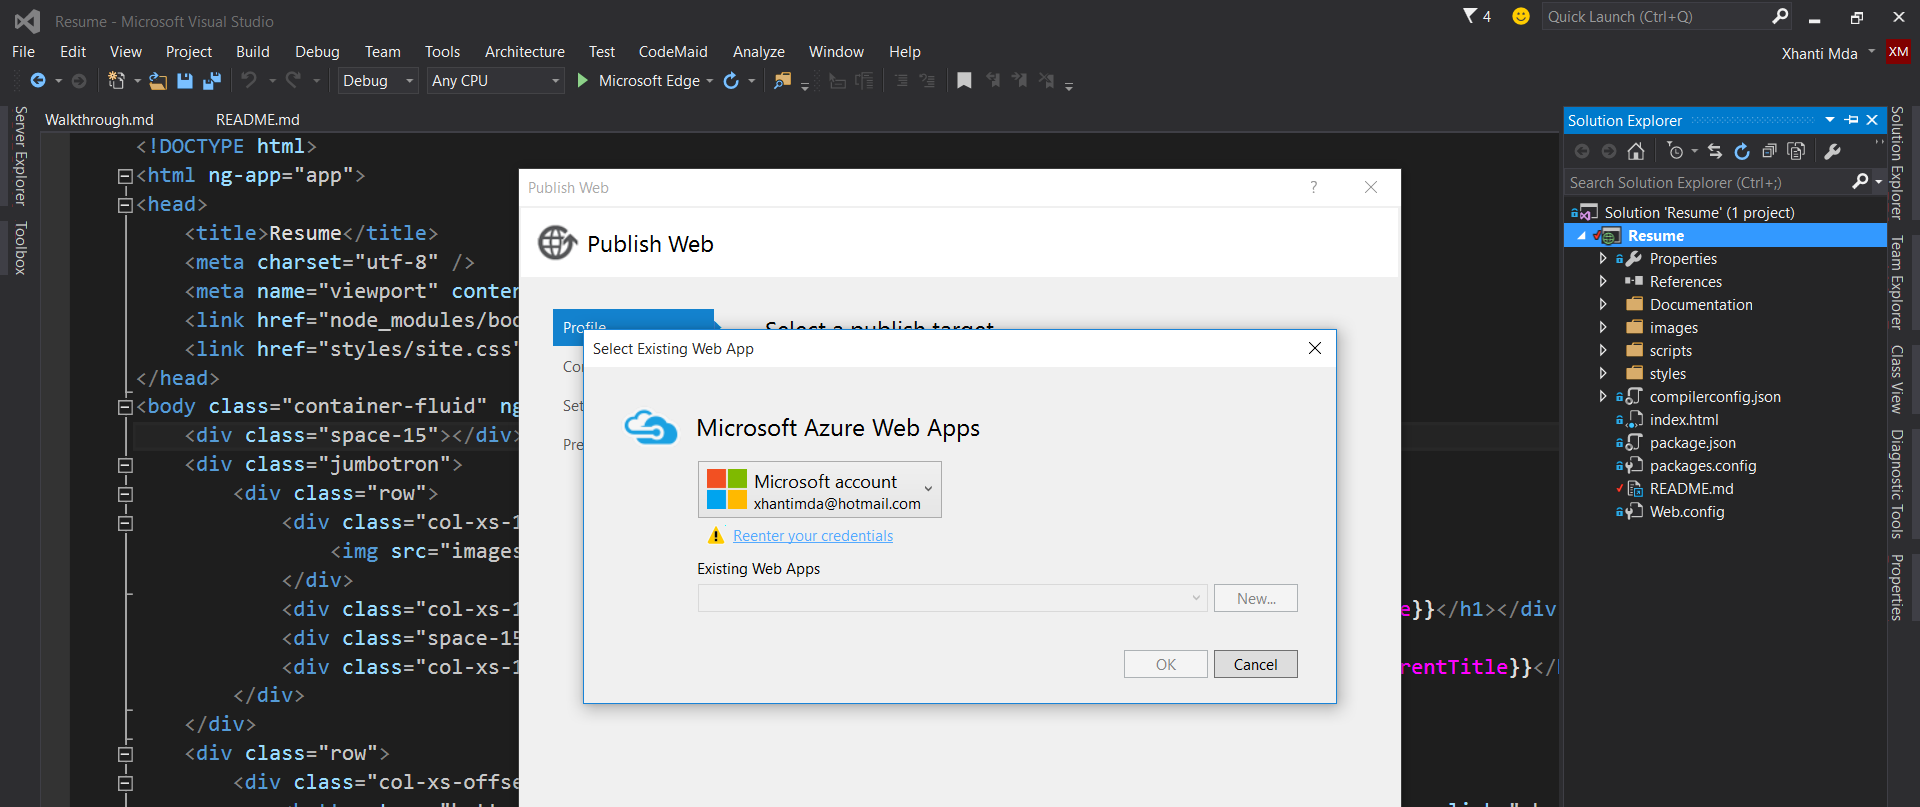 Resume - Microsoft Visual Studio
4
Quick Launch (Ctrl+Q)
File Edit View Project Build Debug Team Tools Architecture Test CodeMaid Analyze Window Help
Xhanti Mda XM
Debug Any CPU Microsoft Edge
Server Explorer
Toolbox
Walkthrough.md README.md
<!DOCTYPE html>
<html ng-app="app">
<head>
<title>Resume</title>
<meta charset="utf-8" />
<meta name="viewport" conten
<link href="node_modules/boo
<link href="styles/site.css"
</head>
<body class="container-fluid" ng
<div class="space-15"></div>
<div class="jumbotron">
<div class="row">
<div class="col-xs-1
<img src="images
</div>
<div class="col-xs-1
e}}</h1></div
<div class="space-15
<div class="col-xs-1
rentTitle}}</
</div>
</div>
<div class="row">
<div class="col-xs-offse
Publish Web
?
Publish Web
Profile
Select a publish target
Co
Set
Pre
Select Existing Web App
Microsoft Azure Web Apps
Microsoft account
xhantimda@hotmail.com
Reenter your credentials
Existing Web Apps
New...
OK Cancel
Solution Explorer
Search Solution Explorer (Ctrl+;)
Solution 'Resume' (1 project)
Resume
Properties
References
Documentation
images
scripts
styles
compilerconfig.json
index.html
package.json
packages.config
README.md
Web.config
Solution Explorer
Team Explorer
Class View
Diagnostic Tools
Properties